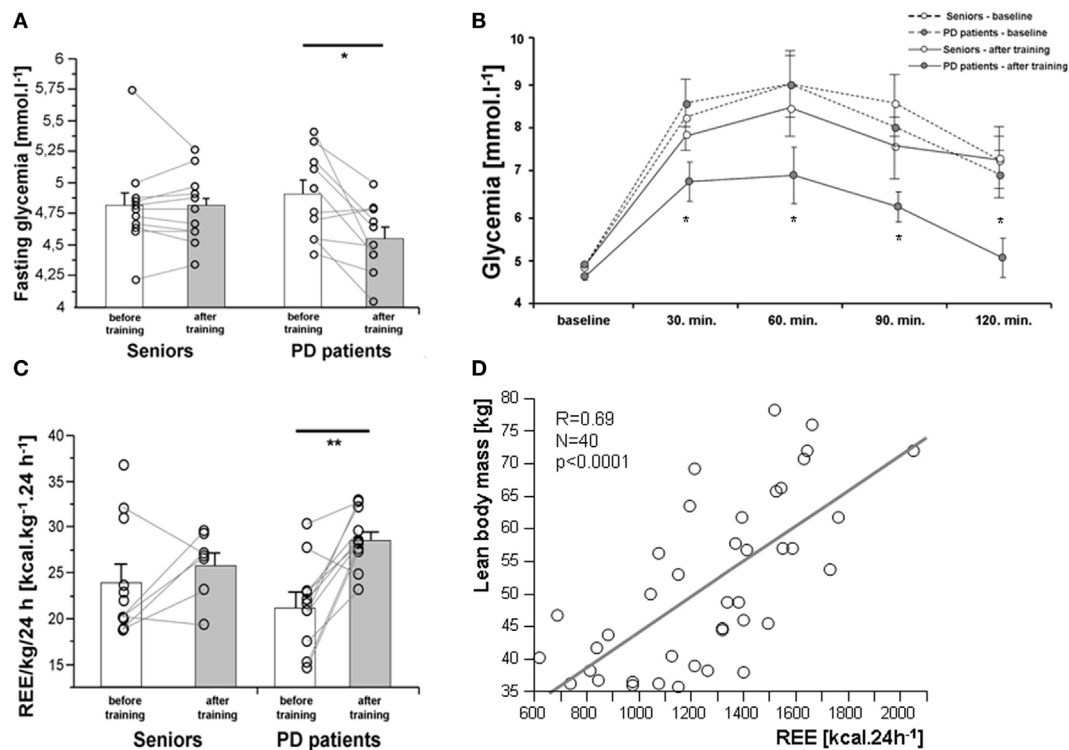 A
Fasting glycemia [mmol.l⁻¹]
6
5,75
5,5
5,25
5
4,75
4,5
4,25
4
*
before training
after training
before training
after training
Seniors
PD patients
B
Seniors - baseline
PD patients - baseline
Seniors - after training
PD patients - after training
Glycemia [mmol.l⁻¹]
10
9
8
7
6
5
4
*
*
*
*
baseline
30. min.
60. min.
90. min.
120. min.
C
REE/kg/24 h [kcal.kg⁻¹.24 h⁻¹]
40
35
30
25
20
15
**
before training
after training
before training
after training
Seniors
PD patients
D
Lean body mass [kg]
80
75
70
65
60
55
50
45
40
35
R=0.69
N=40
p<0.0001
600
800
1000
1200
1400
1600
1800
2000
REE [kcal.24h⁻¹]